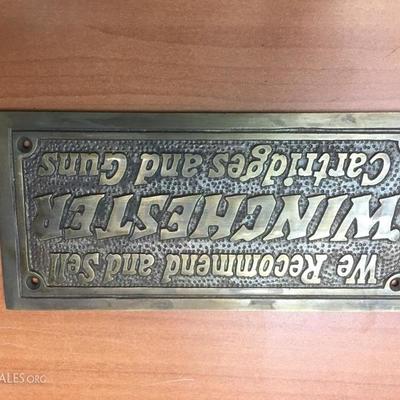 We Recommend and Sell
WINCHESTER
Cartridges and Guns
ALES.ORG